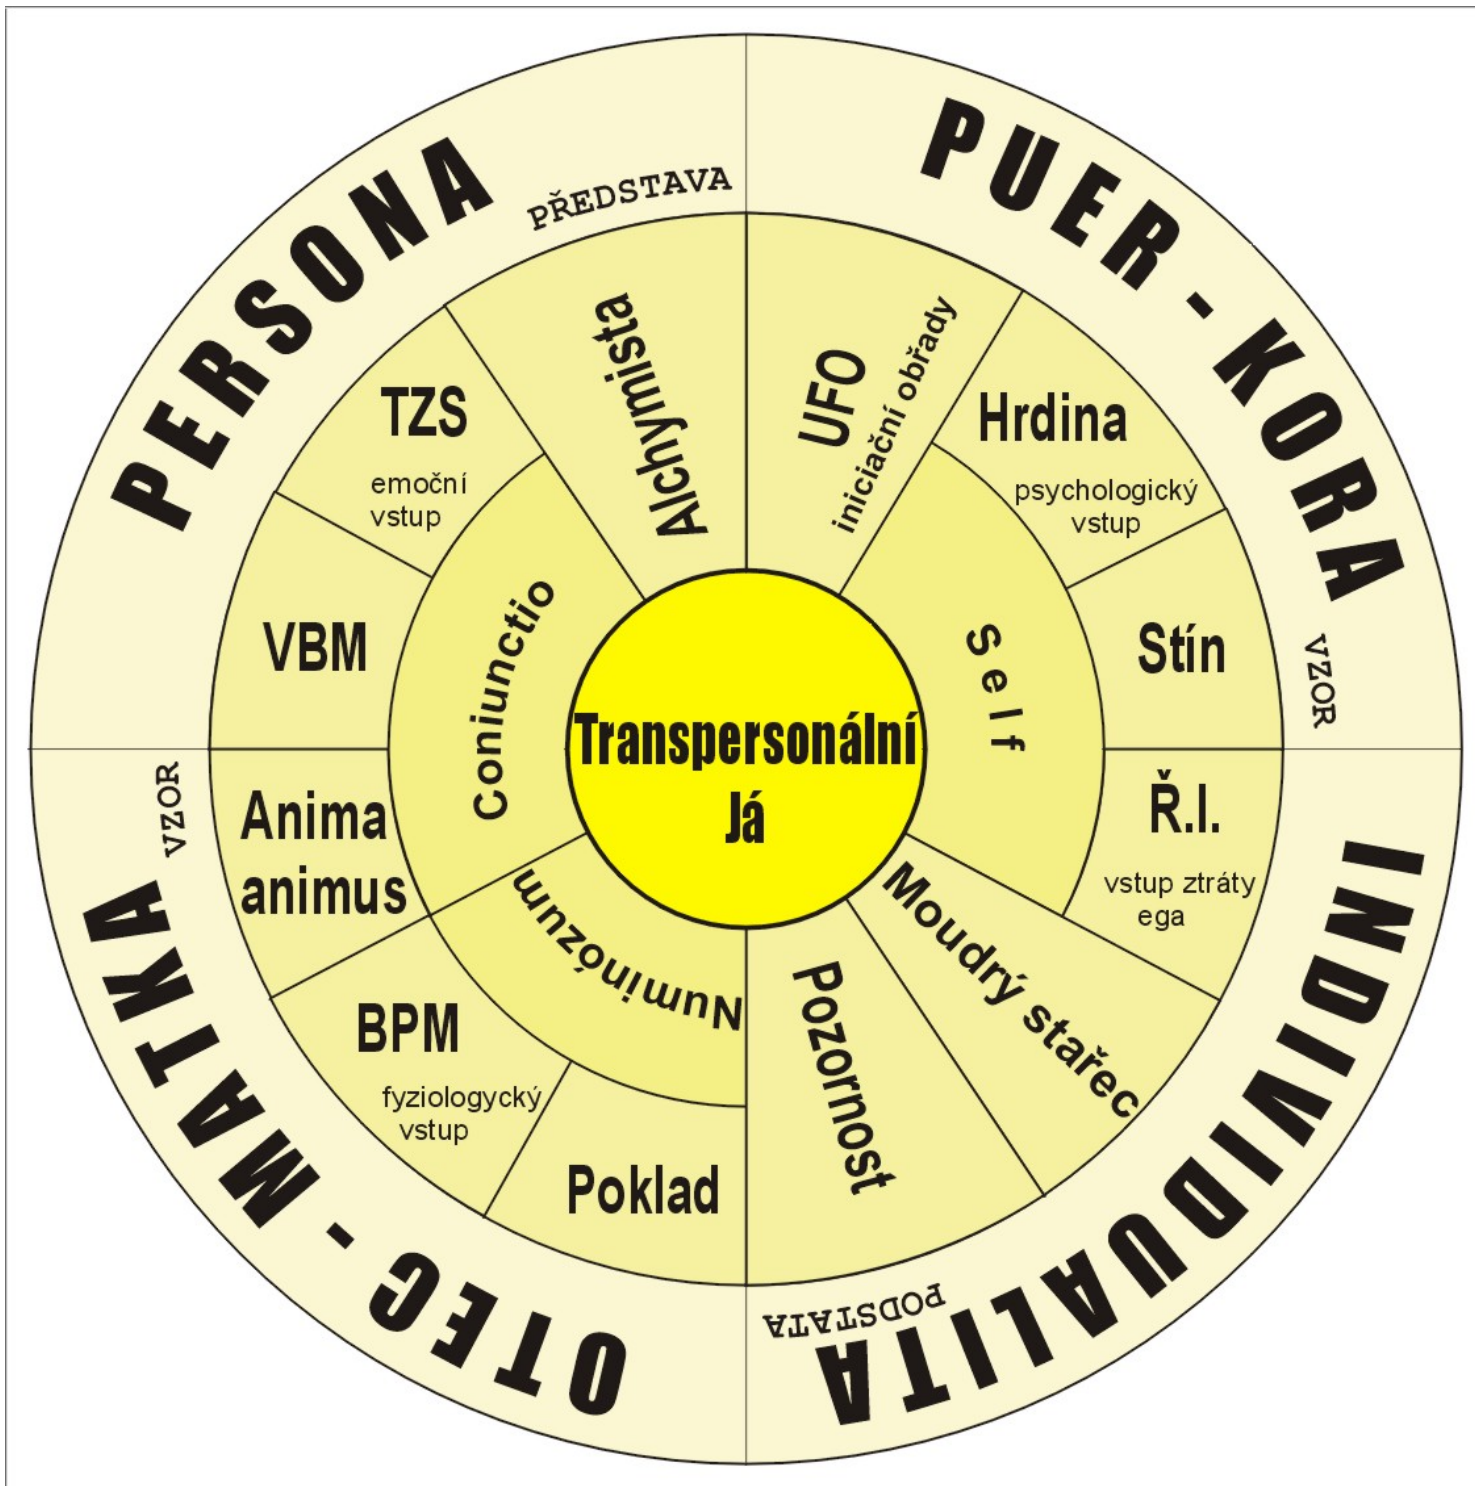 PERSONA
PŘEDSTAVA
PUER - KORA
VZOR
INDIVIDUALITA
PODSTATA
OTEC - MATKA
VZOR
Alchymista
UFO
iniciační obřady
Hrdina
psychologický
vstup
Stín
Ř.I.
vstup ztráty
ega
Moudrý stařec
Pozornost
Poklad
BPM
fyziologycký
vstup
Anima
animus
VBM
TZS
emoční
vstup
Coniunctio
Self
Numinózum
Transpersonální
Já